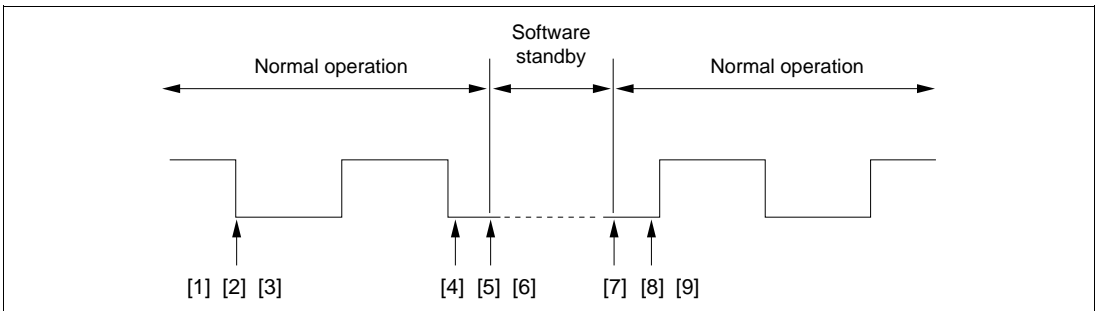 Software
standby
Normal operation
Normal operation
[1] [2] [3]
[4] [5] [6]
[7] [8] [9]